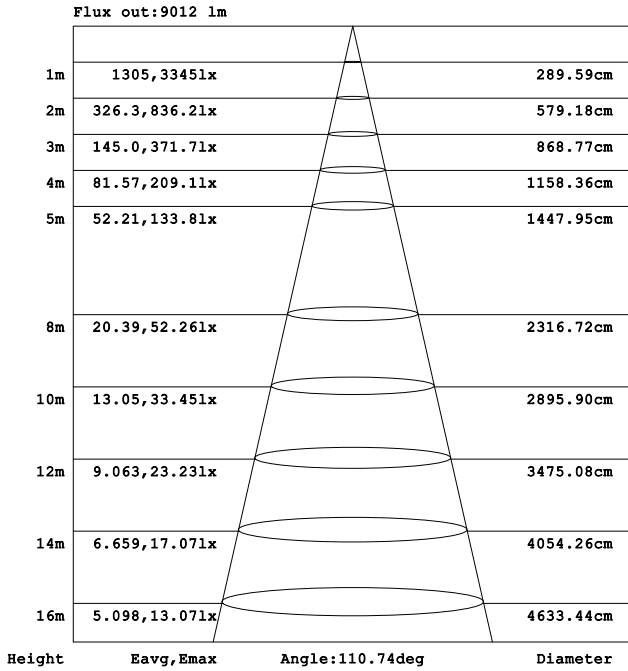 Flux out:9012 lm
1m 1305,3345lx 289.59cm
2m 326.3,836.2lx 579.18cm
3m 145.0,371.7lx 868.77cm
4m 81.57,209.1lx 1158.36cm
5m 52.21,133.8lx 1447.95cm
8m 20.39,52.26lx 2316.72cm
10m 13.05,33.45lx 2895.90cm
12m 9.063,23.23lx 3475.08cm
14m 6.659,17.07lx 4054.26cm
16m 5.098,13.07lx 4633.44cm
Height Eavg,Emax Angle:110.74deg Diameter